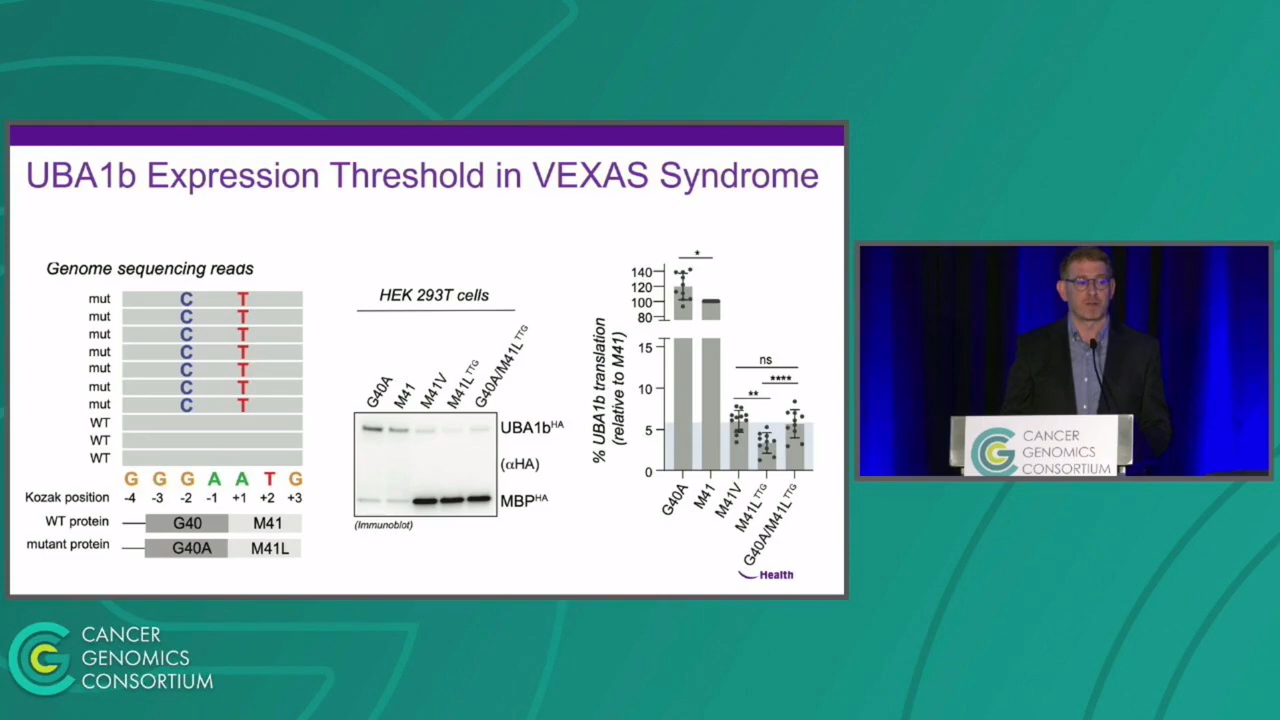 UBA1b Expression Threshold in VEXAS Syndrome
Genome sequencing reads
mut C T
mut C T
mut C T
mut C T
mut C T
mut C T
mut C T
WT
WT
WT
G G G A A T G
Kozak position -4 -3 -2 -1 +1 +2 +3
WT protein G40 M41
mutant protein G40A M41L
HEK 293T cells
G40A
M41
M41V
M41L TTG
G40A/M41L TTG
UBA1b HA
(αHA)
MBP HA
(Immunoblot)
% UBA1b translation
(relative to M41)
140
120
100
80
15
10
5
0
*
ns
****
**
G40A
M41
M41V
M41L TTG
G40A/M41L TTG
Health
CANCER
GENOMICS
CONSORTIUM
CANCER
GENOMICS
CONSORTIUM